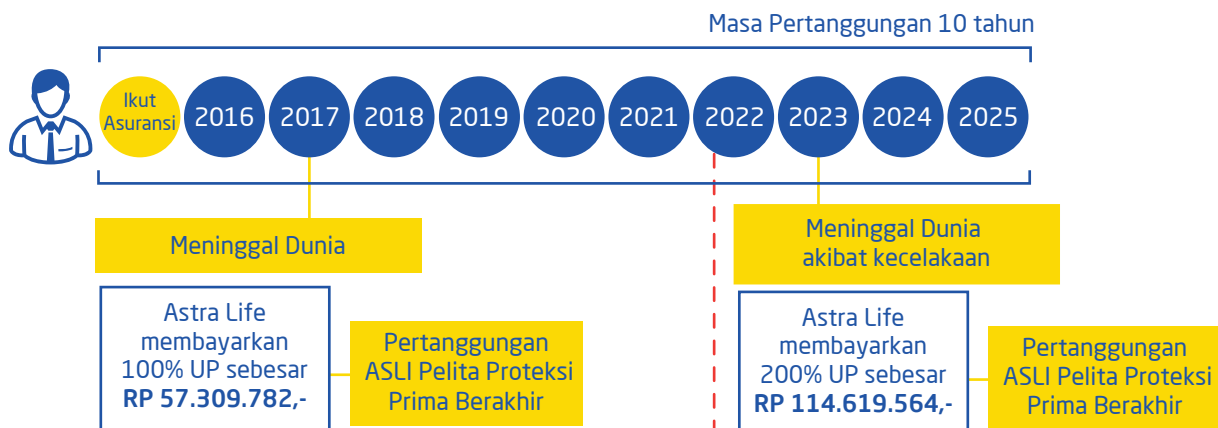 Masa Pertanggungan 10 tahun
Ikut
Asuransi
2016
2017
2018
2019
2020
2021
2022
2023
2024
2025
Meninggal Dunia
Astra Life
membayarkan
100% UP sebesar
RP 57.309.782,-
Pertanggungan
ASLI Pelita Proteksi
Prima Berakhir
Meninggal Dunia
akibat kecelakaan
Astra Life
membayarkan
200% UP sebesar
RP 114.619.564,-
Pertanggungan
ASLI Pelita Proteksi
Prima Berakhir